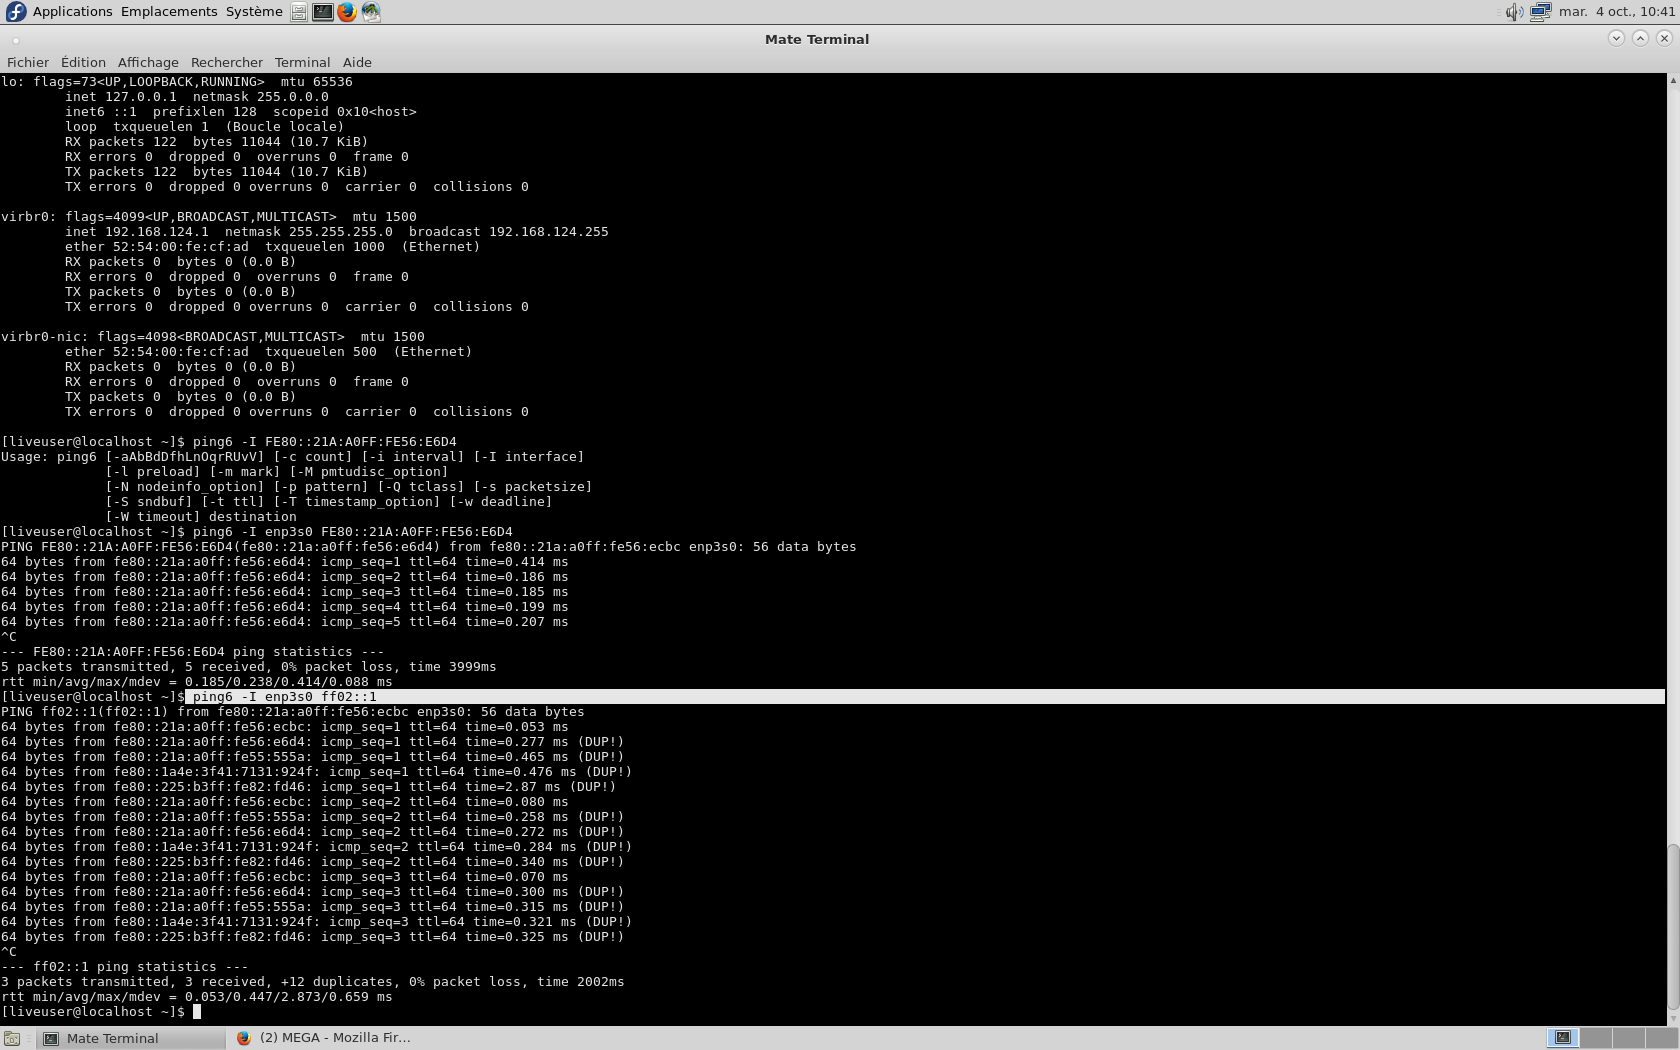 Applications Emplacements Système mar. 4 oct., 10:41
Mate Terminal
Fichier Édition Affichage Rechercher Terminal Aide
lo: flags=73<UP,LOOPBACK,RUNNING>  mtu 65536
        inet 127.0.0.1  netmask 255.0.0.0
        inet6 ::1  prefixlen 128  scopeid 0x10<host>
        loop  txqueuelen 1  (Boucle locale)
        RX packets 122  bytes 11044 (10.7 KiB)
        RX errors 0  dropped 0  overruns 0  frame 0
        TX packets 122  bytes 11044 (10.7 KiB)
        TX errors 0  dropped 0 overruns 0  carrier 0  collisions 0
virbr0: flags=4099<UP,BROADCAST,MULTICAST>  mtu 1500
        inet 192.168.124.1  netmask 255.255.255.0  broadcast 192.168.124.255
        ether 52:54:00:fe:cf:ad  txqueuelen 1000  (Ethernet)
        RX packets 0  bytes 0 (0.0 B)
        RX errors 0  dropped 0  overruns 0  frame 0
        TX packets 0  bytes 0 (0.0 B)
        TX errors 0  dropped 0 overruns 0  carrier 0  collisions 0
virbr0-nic: flags=4098<BROADCAST,MULTICAST>  mtu 1500
        ether 52:54:00:fe:cf:ad  txqueuelen 500  (Ethernet)
        RX packets 0  bytes 0 (0.0 B)
        RX errors 0  dropped 0  overruns 0  frame 0
        TX packets 0  bytes 0 (0.0 B)
        TX errors 0  dropped 0 overruns 0  carrier 0  collisions 0
[liveuser@localhost ~]$ ping6 -I FE80::21A:A0FF:FE56:E6D4
Usage: ping6 [-aAbBdDfhLnOqrRUvV] [-c count] [-i interval] [-I interface]
             [-l preload] [-m mark] [-M pmtudisc_option]
             [-N nodeinfo_option] [-p pattern] [-Q tclass] [-s packetsize]
             [-S sndbuf] [-t ttl] [-T timestamp_option] [-w deadline]
             [-W timeout] destination
[liveuser@localhost ~]$ ping6 -I enp3s0 FE80::21A:A0FF:FE56:E6D4
PING FE80::21A:A0FF:FE56:E6D4(fe80::21a:a0ff:fe56:e6d4) from fe80::21a:a0ff:fe56:ecbc enp3s0: 56 data bytes
64 bytes from fe80::21a:a0ff:fe56:e6d4: icmp_seq=1 ttl=64 time=0.414 ms
64 bytes from fe80::21a:a0ff:fe56:e6d4: icmp_seq=2 ttl=64 time=0.186 ms
64 bytes from fe80::21a:a0ff:fe56:e6d4: icmp_seq=3 ttl=64 time=0.185 ms
64 bytes from fe80::21a:a0ff:fe56:e6d4: icmp_seq=4 ttl=64 time=0.199 ms
64 bytes from fe80::21a:a0ff:fe56:e6d4: icmp_seq=5 ttl=64 time=0.207 ms
^C
--- FE80::21A:A0FF:FE56:E6D4 ping statistics ---
5 packets transmitted, 5 received, 0% packet loss, time 3999ms
rtt min/avg/max/mdev = 0.185/0.238/0.414/0.088 ms
[liveuser@localhost ~]$ ping6 -I enp3s0 ff02::1
PING ff02::1(ff02::1) from fe80::21a:a0ff:fe56:ecbc enp3s0: 56 data bytes
64 bytes from fe80::21a:a0ff:fe56:ecbc: icmp_seq=1 ttl=64 time=0.053 ms
64 bytes from fe80::21a:a0ff:fe56:e6d4: icmp_seq=1 ttl=64 time=0.277 ms (DUP!)
64 bytes from fe80::21a:a0ff:fe55:555a: icmp_seq=1 ttl=64 time=0.465 ms (DUP!)
64 bytes from fe80::1a4e:3f41:7131:924f: icmp_seq=1 ttl=64 time=0.476 ms (DUP!)
64 bytes from fe80::225:b3ff:fe82:fd46: icmp_seq=1 ttl=64 time=2.87 ms (DUP!)
64 bytes from fe80::21a:a0ff:fe56:ecbc: icmp_seq=2 ttl=64 time=0.080 ms
64 bytes from fe80::21a:a0ff:fe55:555a: icmp_seq=2 ttl=64 time=0.258 ms (DUP!)
64 bytes from fe80::21a:a0ff:fe56:e6d4: icmp_seq=2 ttl=64 time=0.272 ms (DUP!)
64 bytes from fe80::1a4e:3f41:7131:924f: icmp_seq=2 ttl=64 time=0.284 ms (DUP!)
64 bytes from fe80::225:b3ff:fe82:fd46: icmp_seq=2 ttl=64 time=0.340 ms (DUP!)
64 bytes from fe80::21a:a0ff:fe56:ecbc: icmp_seq=3 ttl=64 time=0.070 ms
64 bytes from fe80::21a:a0ff:fe56:e6d4: icmp_seq=3 ttl=64 time=0.300 ms (DUP!)
64 bytes from fe80::21a:a0ff:fe55:555a: icmp_seq=3 ttl=64 time=0.315 ms (DUP!)
64 bytes from fe80::1a4e:3f41:7131:924f: icmp_seq=3 ttl=64 time=0.321 ms (DUP!)
64 bytes from fe80::225:b3ff:fe82:fd46: icmp_seq=3 ttl=64 time=0.325 ms (DUP!)
^C
--- ff02::1 ping statistics ---
3 packets transmitted, 3 received, +12 duplicates, 0% packet loss, time 2002ms
rtt min/avg/max/mdev = 0.053/0.447/2.873/0.659 ms
[liveuser@localhost ~]$
Mate Terminal (2) MEGA - Mozilla Fir...